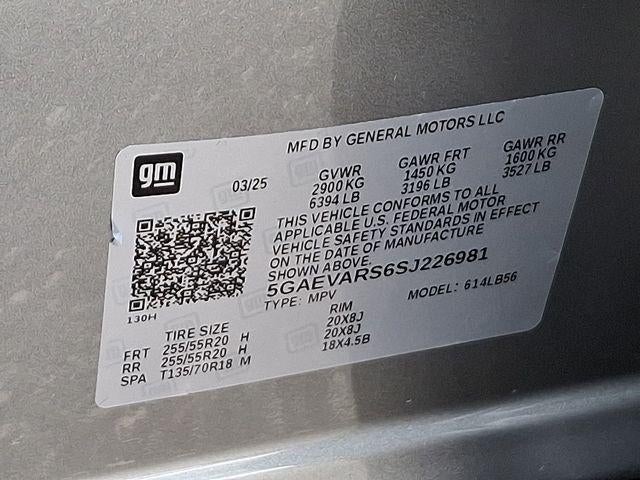 gm
MFD BY GENERAL MOTORS LLC
03/25
GVWR GAWR FRT GAWR RR
2900 KG 1450 KG 1600 KG
6394 LB 3196 LB 3527 LB
THIS VEHICLE CONFORMS TO ALL
APPLICABLE U.S. FEDERAL MOTOR
VEHICLE SAFETY STANDARDS IN EFFECT
ON THE DATE OF MANUFACTURE
SHOWN ABOVE.
5GAEVARS6SJ226981
TYPE: MPV MODEL: 614LB56
130H
TIRE SIZE RIM
FRT 255/55R20 H 20X8J
RR 255/55R20 H 20X8J
SPA T135/70R18 M 18X4.5B